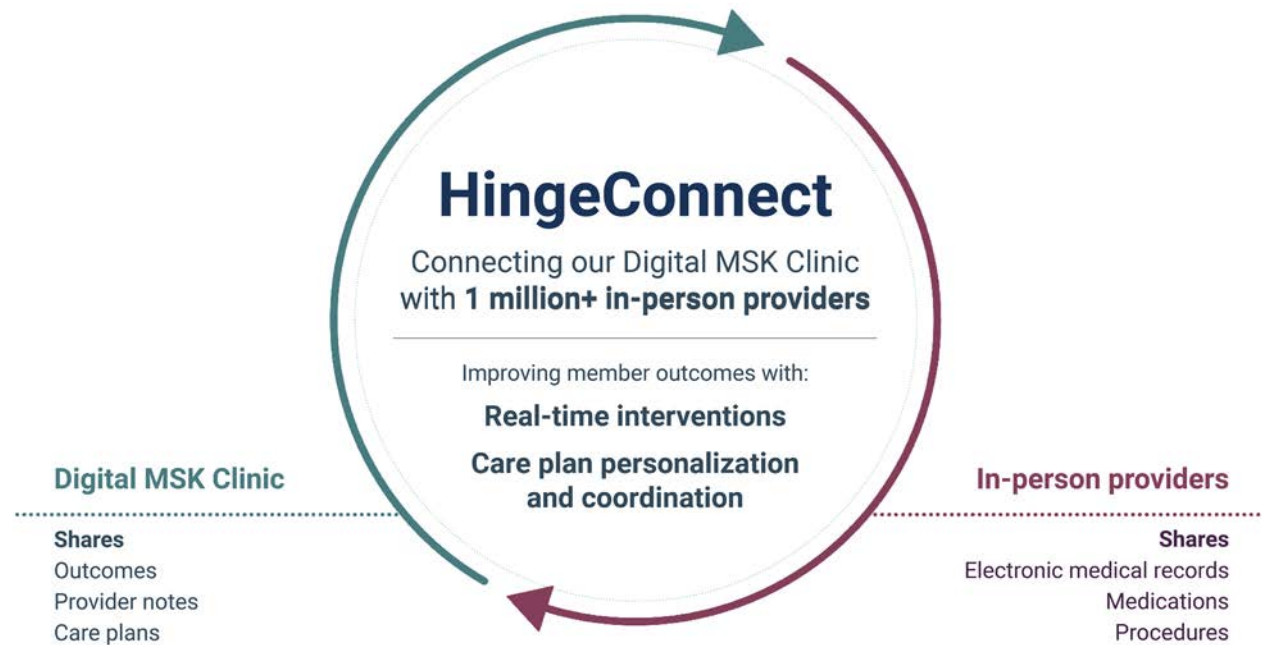 HingeConnect
Connecting our Digital MSK Clinic
with 1 million+ in-person providers
Improving member outcomes with:
Real-time interventions
Care plan personalization
and coordination
Digital MSK Clinic
Shares
Outcomes
Provider notes
Care plans
In-person providers
Shares
Electronic medical records
Medications
Procedures